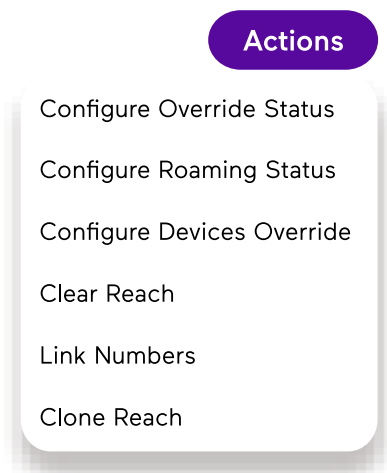 Actions
Configure Override Status
Configure Roaming Status
Configure Devices Override
Clear Reach
Link Numbers
Clone Reach